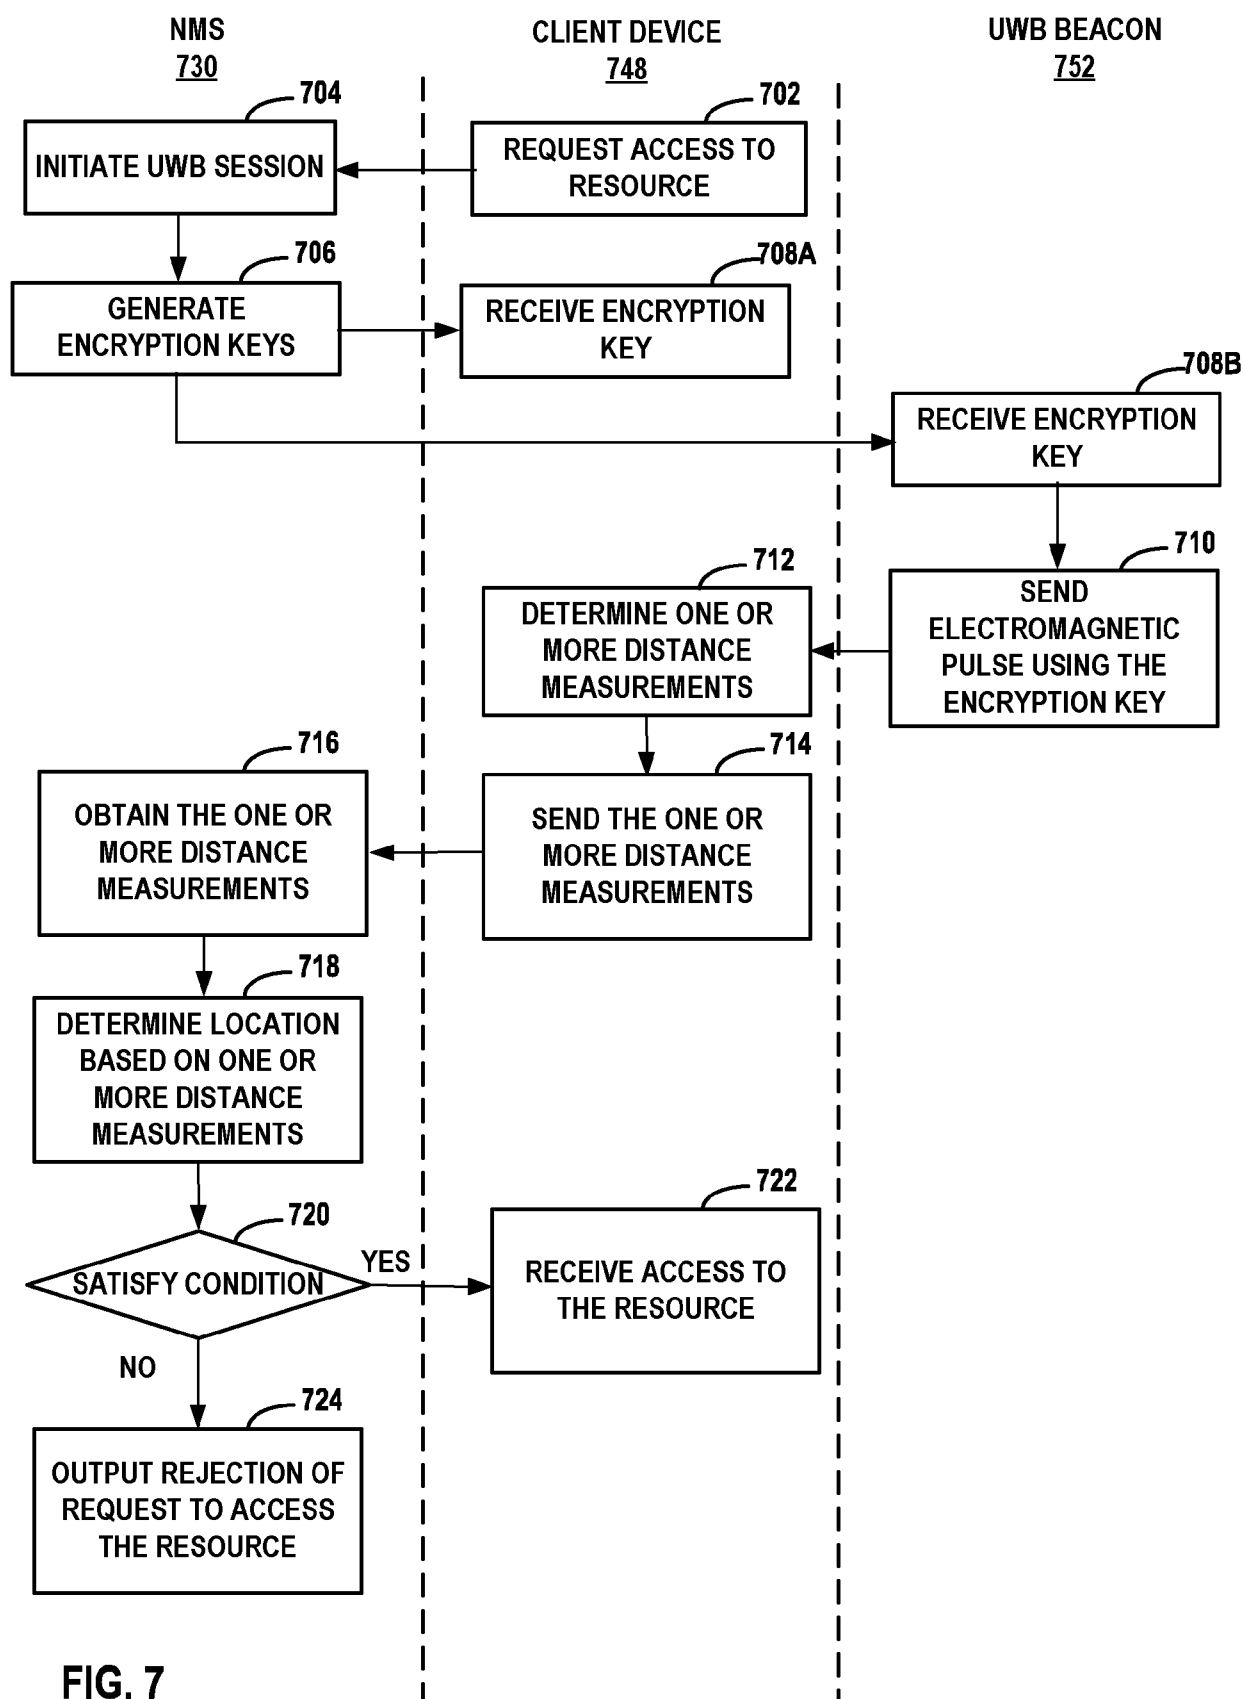 NMS
730
CLIENT DEVICE
748
UWB BEACON
752
704
INITIATE UWB SESSION
702
REQUEST ACCESS TO
RESOURCE
706
GENERATE
ENCRYPTION KEYS
708A
RECEIVE ENCRYPTION
KEY
708B
RECEIVE ENCRYPTION
KEY
710
SEND
ELECTROMAGNETIC
PULSE USING THE
ENCRYPTION KEY
712
DETERMINE ONE OR
MORE DISTANCE
MEASUREMENTS
714
SEND THE ONE OR
MORE DISTANCE
MEASUREMENTS
716
OBTAIN THE ONE OR
MORE DISTANCE
MEASUREMENTS
718
DETERMINE LOCATION
BASED ON ONE OR
MORE DISTANCE
MEASUREMENTS
720
SATISFY CONDITION
YES
722
RECEIVE ACCESS TO
THE RESOURCE
NO
724
OUTPUT REJECTION OF
REQUEST TO ACCESS
THE RESOURCE
FIG. 7